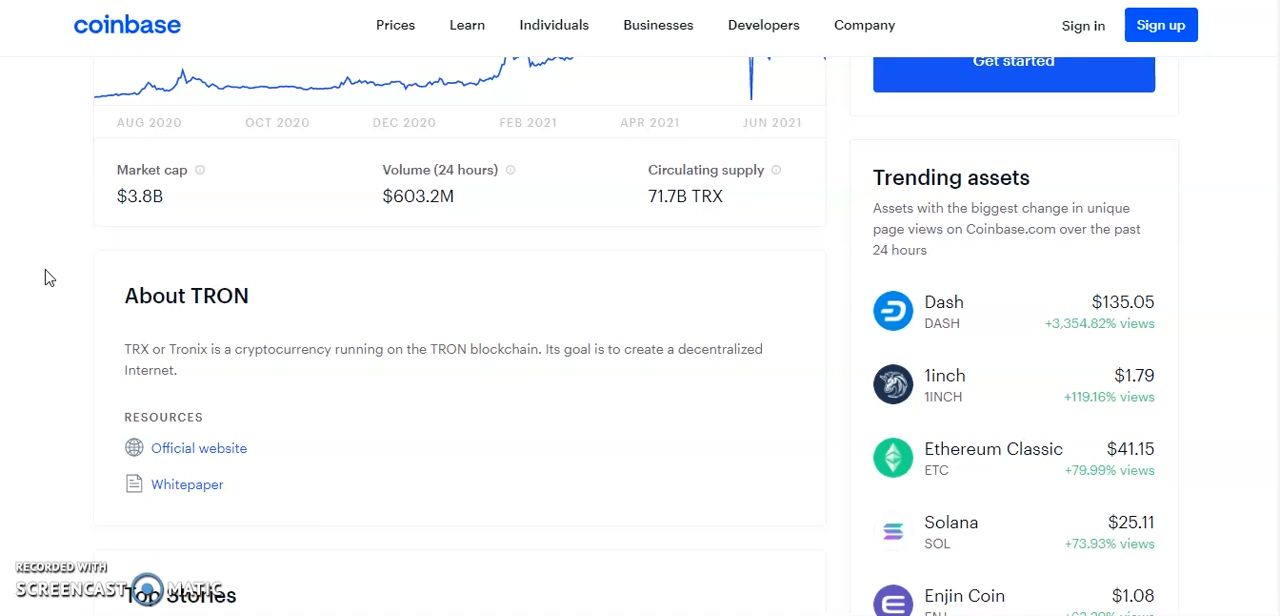 coinbase
Prices
Learn
Individuals
Businesses
Developers
Company
Sign in
Sign up
AUG 2020
OCT 2020
DEC 2020
FEB 2021
APR 2021
JUN 2021
Market cap
$3.8B
Volume (24 hours)
$603.2M
Circulating supply
71.7B TRX
About TRON
TRX or Tronix is a cryptocurrency running on the TRON blockchain. Its goal is to create a decentralized
Internet.
RESOURCES
Official website
Whitepaper
Top Stories
Get started
Trending assets
Assets with the biggest change in unique
page views on Coinbase.com over the past
24 hours
Dash
$135.05
DASH
+3,354.82% views
1inch
$1.79
1INCH
+119.16% views
Ethereum Classic
$41.15
ETC
+79.99% views
Solana
$25.11
SOL
+73.93% views
Enjin Coin
$1.08
RECORDED WITH
SCREENCAST MATIC